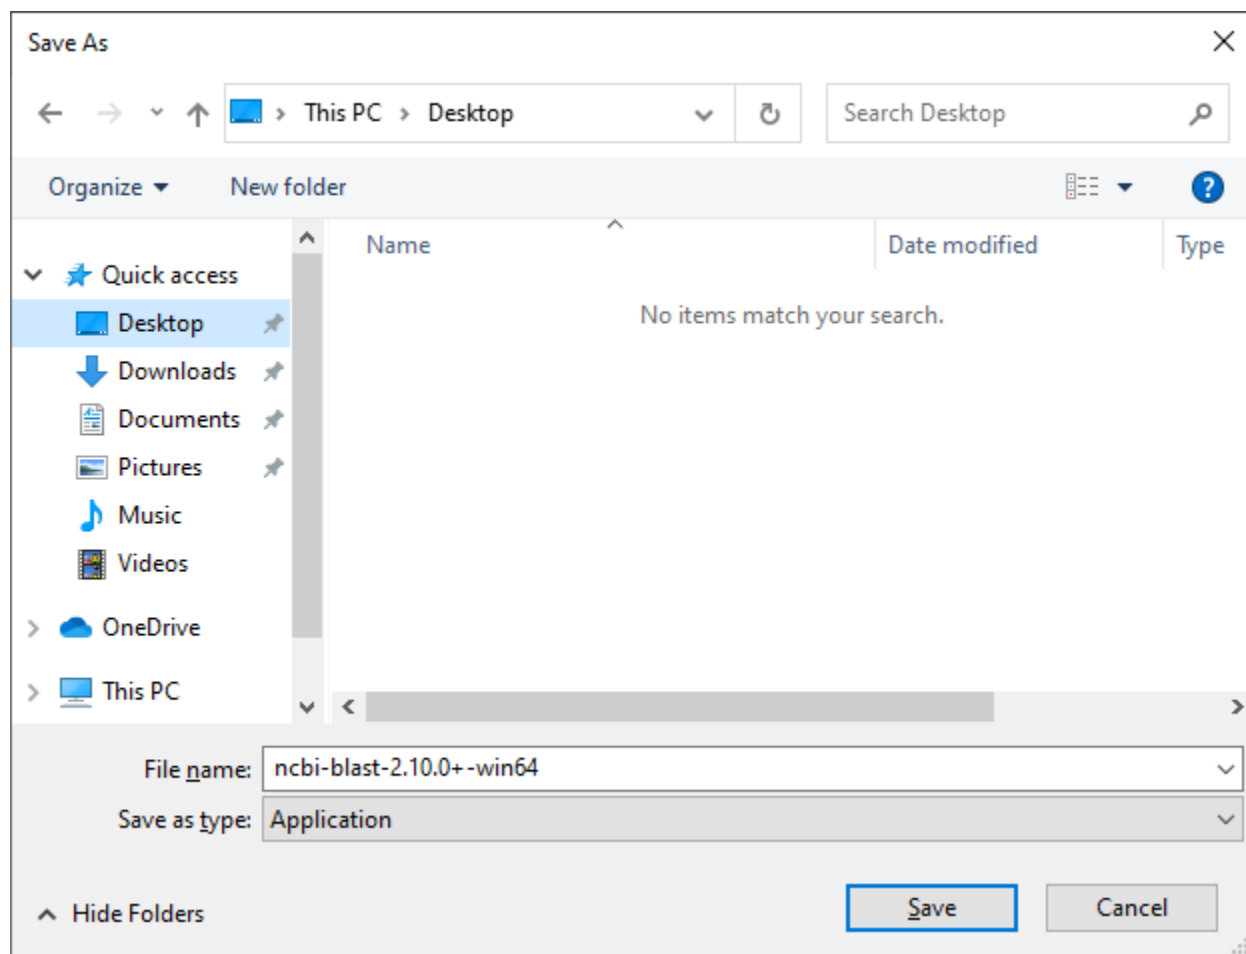 Save As
This PC > Desktop
Search Desktop
Organize
New folder
?
Name
Date modified
Type
No items match your search.
Quick access
Desktop
Downloads
Documents
Pictures
Music
Videos
OneDrive
This PC
File name: ncbi-blast-2.10.0+-win64
Save as type: Application
Hide Folders
Save
Cancel